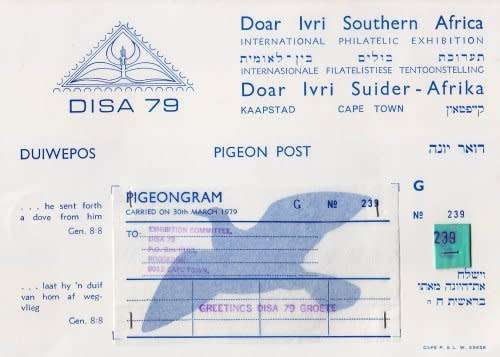 Doar Ivri Southern Africa
INTERNATIONAL PHILATELIC EXHIBITION
תערוכת בולים בין-לאומית
INTERNASIONALE FILATELISTIESE TENTOONSTELLING
Doar Ivri Suider-Afrika
KAAPSTAD CAPE TOWN קייפטאון
DISA 79
DUIWEPOS PIGEON POST דואר יונה
. . . he sent forth
a dove from him
Gen. 8:8
. . . laat hy 'n duif
van hom af weg-
vlieg
Gen. 8:8
PIGEONGRAM G No 239
CARRIED ON 30th MARCH 1979
TO:
EXHIBITION COMMITTEE,
DISA 79
CAPE TOWN,
GREETINGS DISA 79 GROETE
G
No 239
239
וישלח
את-היונה מאתו
בראשית ח ח